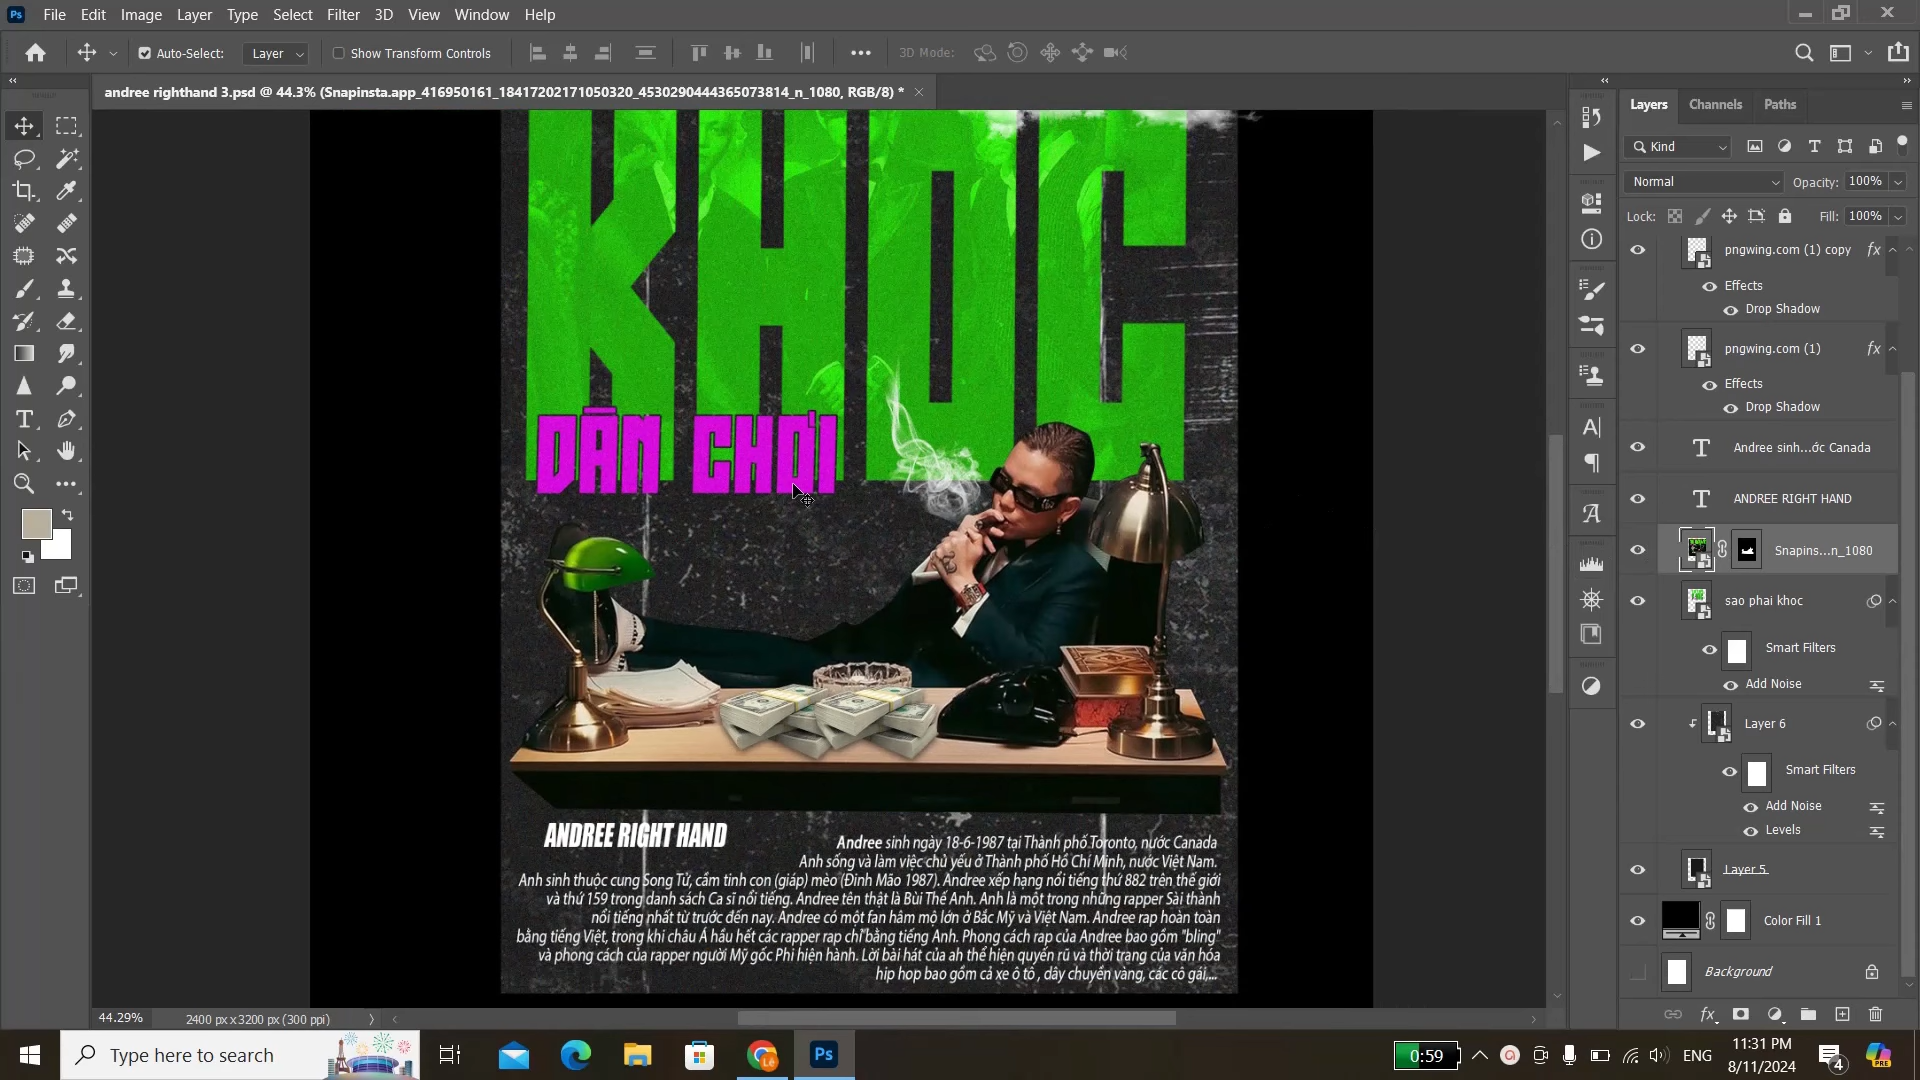 Ps File Edit Image Layer Type Select Filter 3D View Window Help
Auto-Select: Layer Show Transform Controls 3D Mode:
andree righthand 3.psd @ 44.3% (Snapinsta.app_416950161_18417202171050320_4530290444365073814_n_1080, RGB/8) *
KHOC
DÂN CHƠI
ANDREE RIGHT HAND
Andree sinh ngày 18-6-1987 tại Thành phố Toronto, nước Canada
Anh sống và làm việc chủ yếu ở Thành phố Hồ Chí Minh, nước Việt Nam.
Anh sinh thuộc cung Song Tử, cầm tinh con (giáp) mèo (Đinh Mão 1987). Andree xếp hạng nổi tiếng thứ 882 trên thế giới
và thứ 159 trong danh sách Ca sĩ nổi tiếng. Andree tên thật là Bùi Thế Anh. Anh là một trong những rapper Sài thành
nổi tiếng nhất từ trước đến nay. Andree có một fan hâm mộ lớn ở Bắc Mỹ và Việt Nam. Andree rap hoàn toàn
bằng tiếng Việt, trong khi châu Á hầu hết các rapper rap chỉ bằng tiếng Anh. Phong cách rap của Andree bao gồm "bling"
và phong cách của rapper người Mỹ gốc Phi hiện hành. Lời bài hát của ah thể hiện quyến rũ và thời trang của văn hóa
hip hop bao gồm cả xe ô tô , dây chuyền vàng, các cô gái,...
Layers Channels Paths
Kind
Normal Opacity: 100%
Lock: Fill: 100%
pngwing.com (1) copy fx
Effects
Drop Shadow
pngwing.com (1) fx
Effects
Drop Shadow
Andree sinh...ớc Canada
ANDREE RIGHT HAND
Snapins...n_1080
sao phai khoc
Smart Filters
Add Noise
Layer 6
Smart Filters
Add Noise
Levels
Layer 5
Color Fill 1
Background
44.29% 2400 px x 3200 px (300 ppi)
Type here to search
Ps
0:59
ENG
11:31 PM
8/11/2024
4
PRE